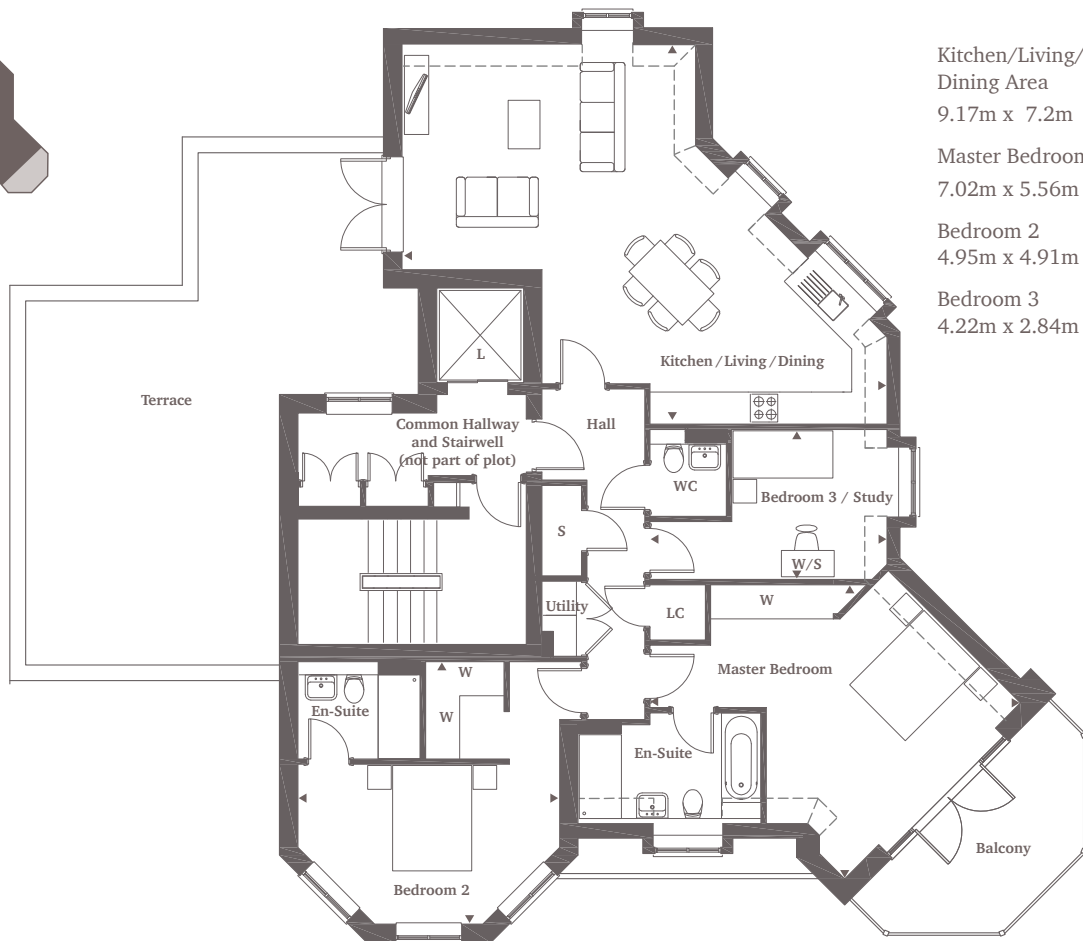 Kitchen/Living/
Dining Area
9.17m x 7.2m
Master Bedroom
7.02m x 5.56m
Bedroom 2
4.95m x 4.91m
Bedroom 3
4.22m x 2.84m
L
Kitchen / Living / Dining
Terrace
Common Hallway
and Stairwell
(not part of plot)
Hall
WC
Bedroom 3 / Study
S
W/S
Utility
LC
W
Master Bedroom
W
En-Suite
W
En-Suite
Balcony
Bedroom 2